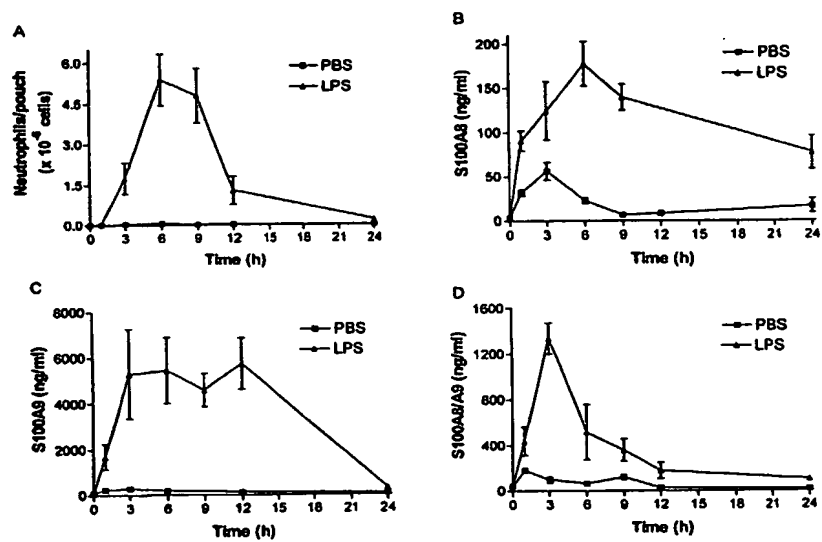 A
Neutrophils/pouch
(x 10⁻⁶ cells)
6.0
4.5
3.0
1.5
0.0
0 3 6 9 12 15 18 21 24
Time (h)
PBS
LPS
B
S100A8 (ng/ml)
200
150
100
50
0
0 3 6 9 12 15 18 21 24
Time (h)
PBS
LPS
C
S100A9 (ng/ml)
8000
6000
4000
2000
0
0 3 6 9 12 15 18 21 24
Time (h)
PBS
LPS
D
S100A8/A9 (ng/ml)
1600
1200
800
400
0
0 3 6 9 12 15 18 21 24
Time (h)
PBS
LPS